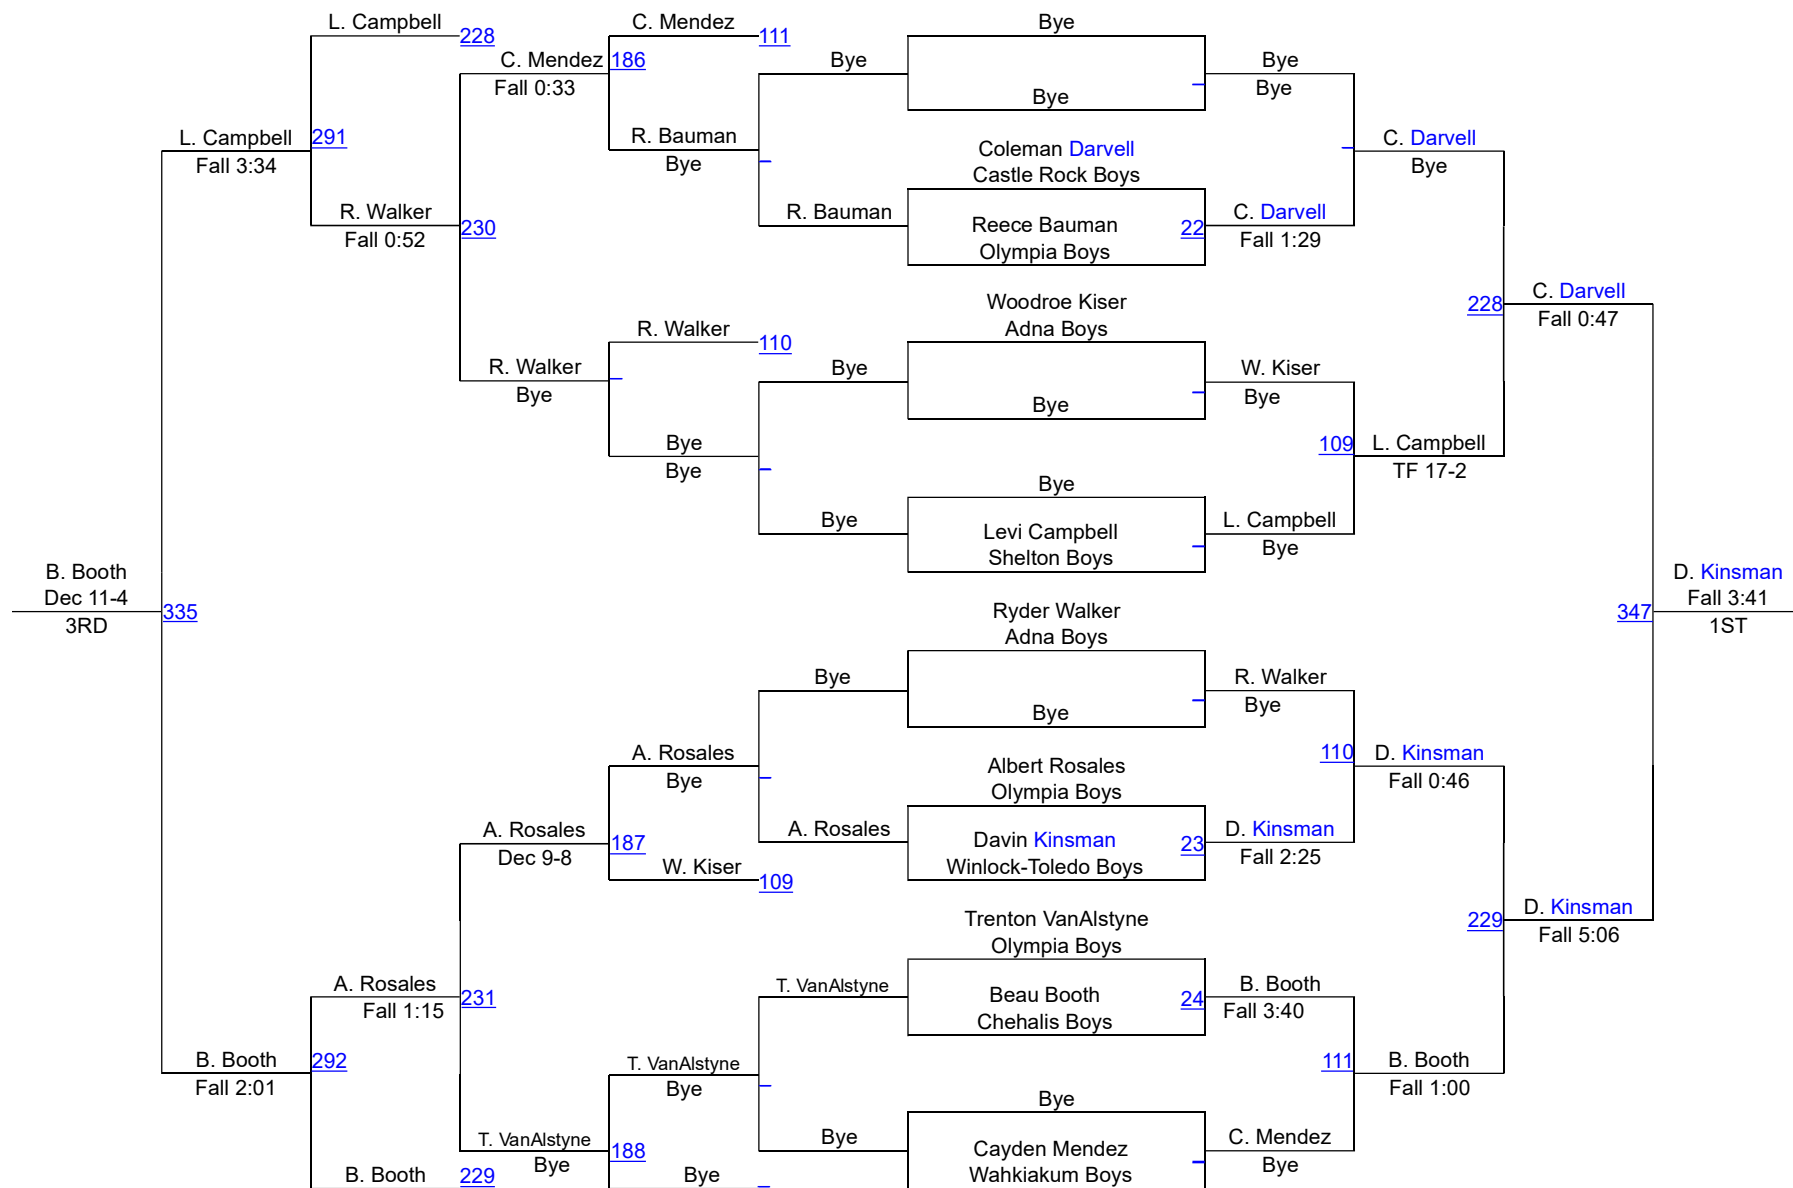 L. Campbell
228
C. Mendez
111
Bye
C. Mendez
186
Fall 0:33
Bye
Bye
Bye
Bye
L. Campbell
291
Fall 3:34
R. Bauman
Bye
Coleman Darvell
Castle Rock Boys
C. Darvell
Bye
R. Walker
230
Fall 0:52
R. Bauman
Reece Bauman
Olympia Boys
22
C. Darvell
Fall 1:29
Woodroe Kiser
Adna Boys
228
C. Darvell
Fall 0:47
R. Walker
110
R. Walker
Bye
Bye
Bye
W. Kiser
Bye
Bye
Bye
109
L. Campbell
TF 17-2
Bye
Bye
Levi Campbell
Shelton Boys
L. Campbell
Bye
B. Booth
Dec 11-4
3RD
335
Ryder Walker
Adna Boys
347
D. Kinsman
Fall 3:41
1ST
Bye
Bye
R. Walker
Bye
A. Rosales
Bye
Albert Rosales
Olympia Boys
110
D. Kinsman
Fall 0:46
A. Rosales
187
Dec 9-8
A. Rosales
Davin Kinsman
Winlock-Toledo Boys
23
D. Kinsman
Fall 2:25
W. Kiser
109
Trenton VanAlstyne
Olympia Boys
229
D. Kinsman
Fall 5:06
A. Rosales
231
Fall 1:15
T. VanAlstyne
Beau Booth
Chehalis Boys
24
B. Booth
Fall 3:40
B. Booth
292
Fall 2:01
T. VanAlstyne
Bye
111
B. Booth
Fall 1:00
Bye
T. VanAlstyne
188
Bye
Bye
Cayden Mendez
Wahkiakum Boys
C. Mendez
Bye
B. Booth
229
Bye